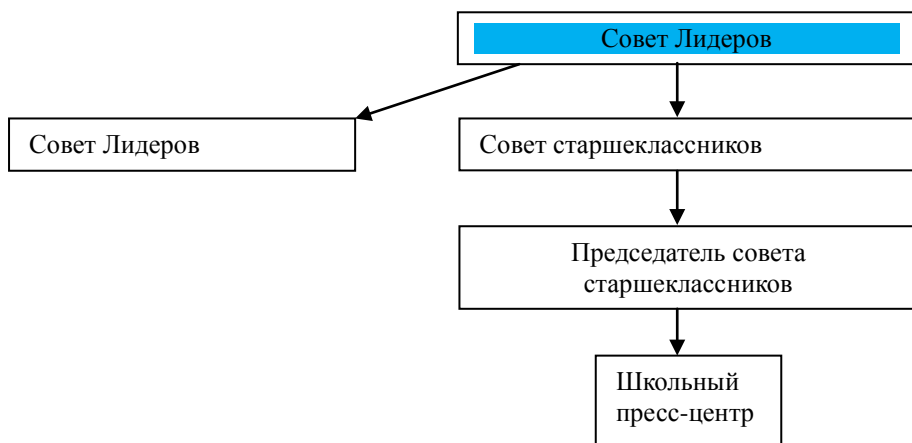 Совет Лидеров
Совет Лидеров
Совет старшеклассников
Председатель совета
старшеклассников
Школьный
пресс-центр